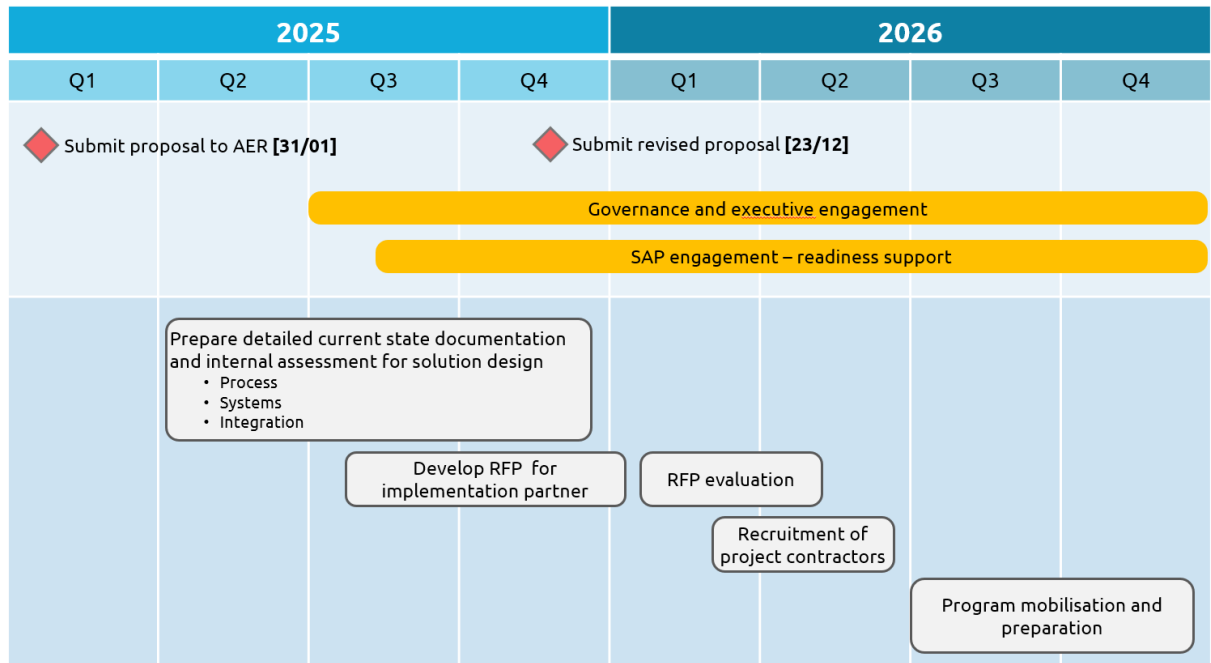 2025
2026
Q1
Q2
Q3
Q4
Q1
Q2
Q3
Q4
Submit proposal to AER [31/01]
Submit revised proposal [23/12]
Governance and executive engagement
SAP engagement – readiness support
Prepare detailed current state documentation
and internal assessment for solution design
• Process
• Systems
• Integration
Develop RFP for
implementation partner
RFP evaluation
Recruitment of
project contractors
Program mobilisation and
preparation